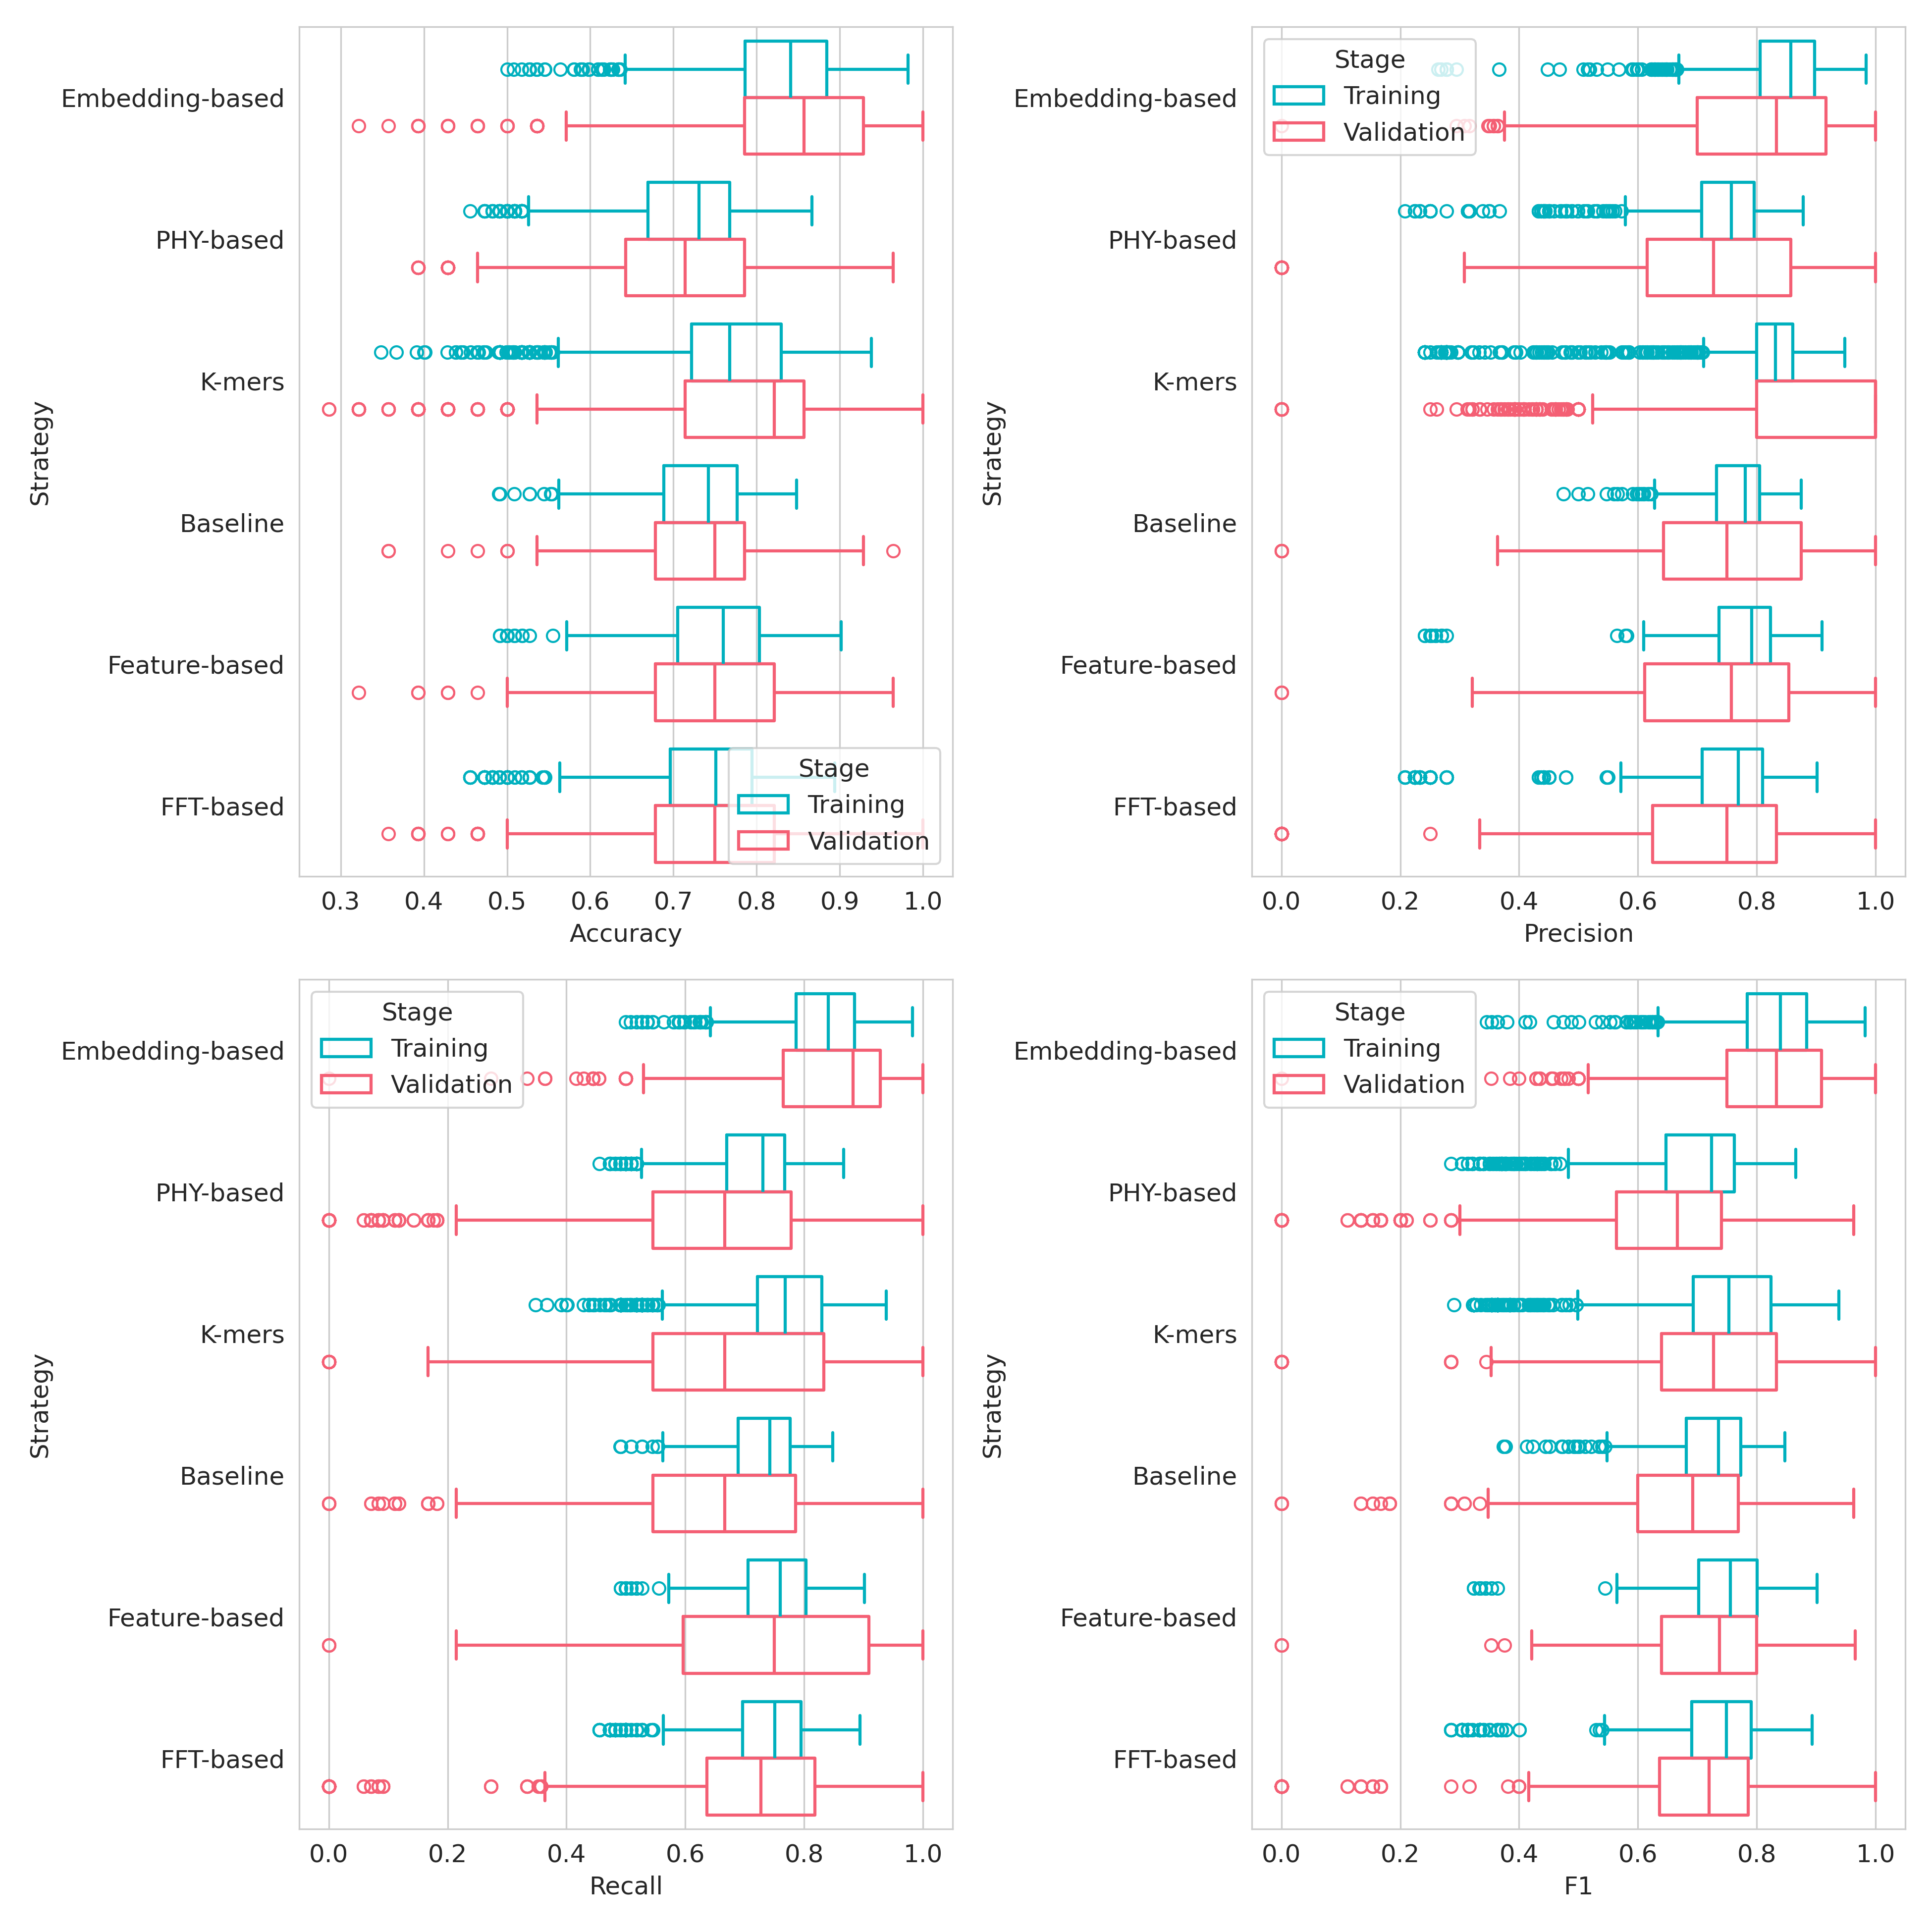 Strategy
Embedding-based
PHY-based
K-mers
Baseline
Feature-based
FFT-based
Stage
Training
Validation
0.3 0.4 0.5 0.6 0.7 0.8 0.9 1.0
Accuracy
Strategy
Embedding-based
PHY-based
K-mers
Baseline
Feature-based
FFT-based
Stage
Training
Validation
0.0 0.2 0.4 0.6 0.8 1.0
Precision
Strategy
Embedding-based
PHY-based
K-mers
Baseline
Feature-based
FFT-based
Stage
Training
Validation
0.0 0.2 0.4 0.6 0.8 1.0
Recall
Strategy
Embedding-based
PHY-based
K-mers
Baseline
Feature-based
FFT-based
Stage
Training
Validation
0.0 0.2 0.4 0.6 0.8 1.0
F1